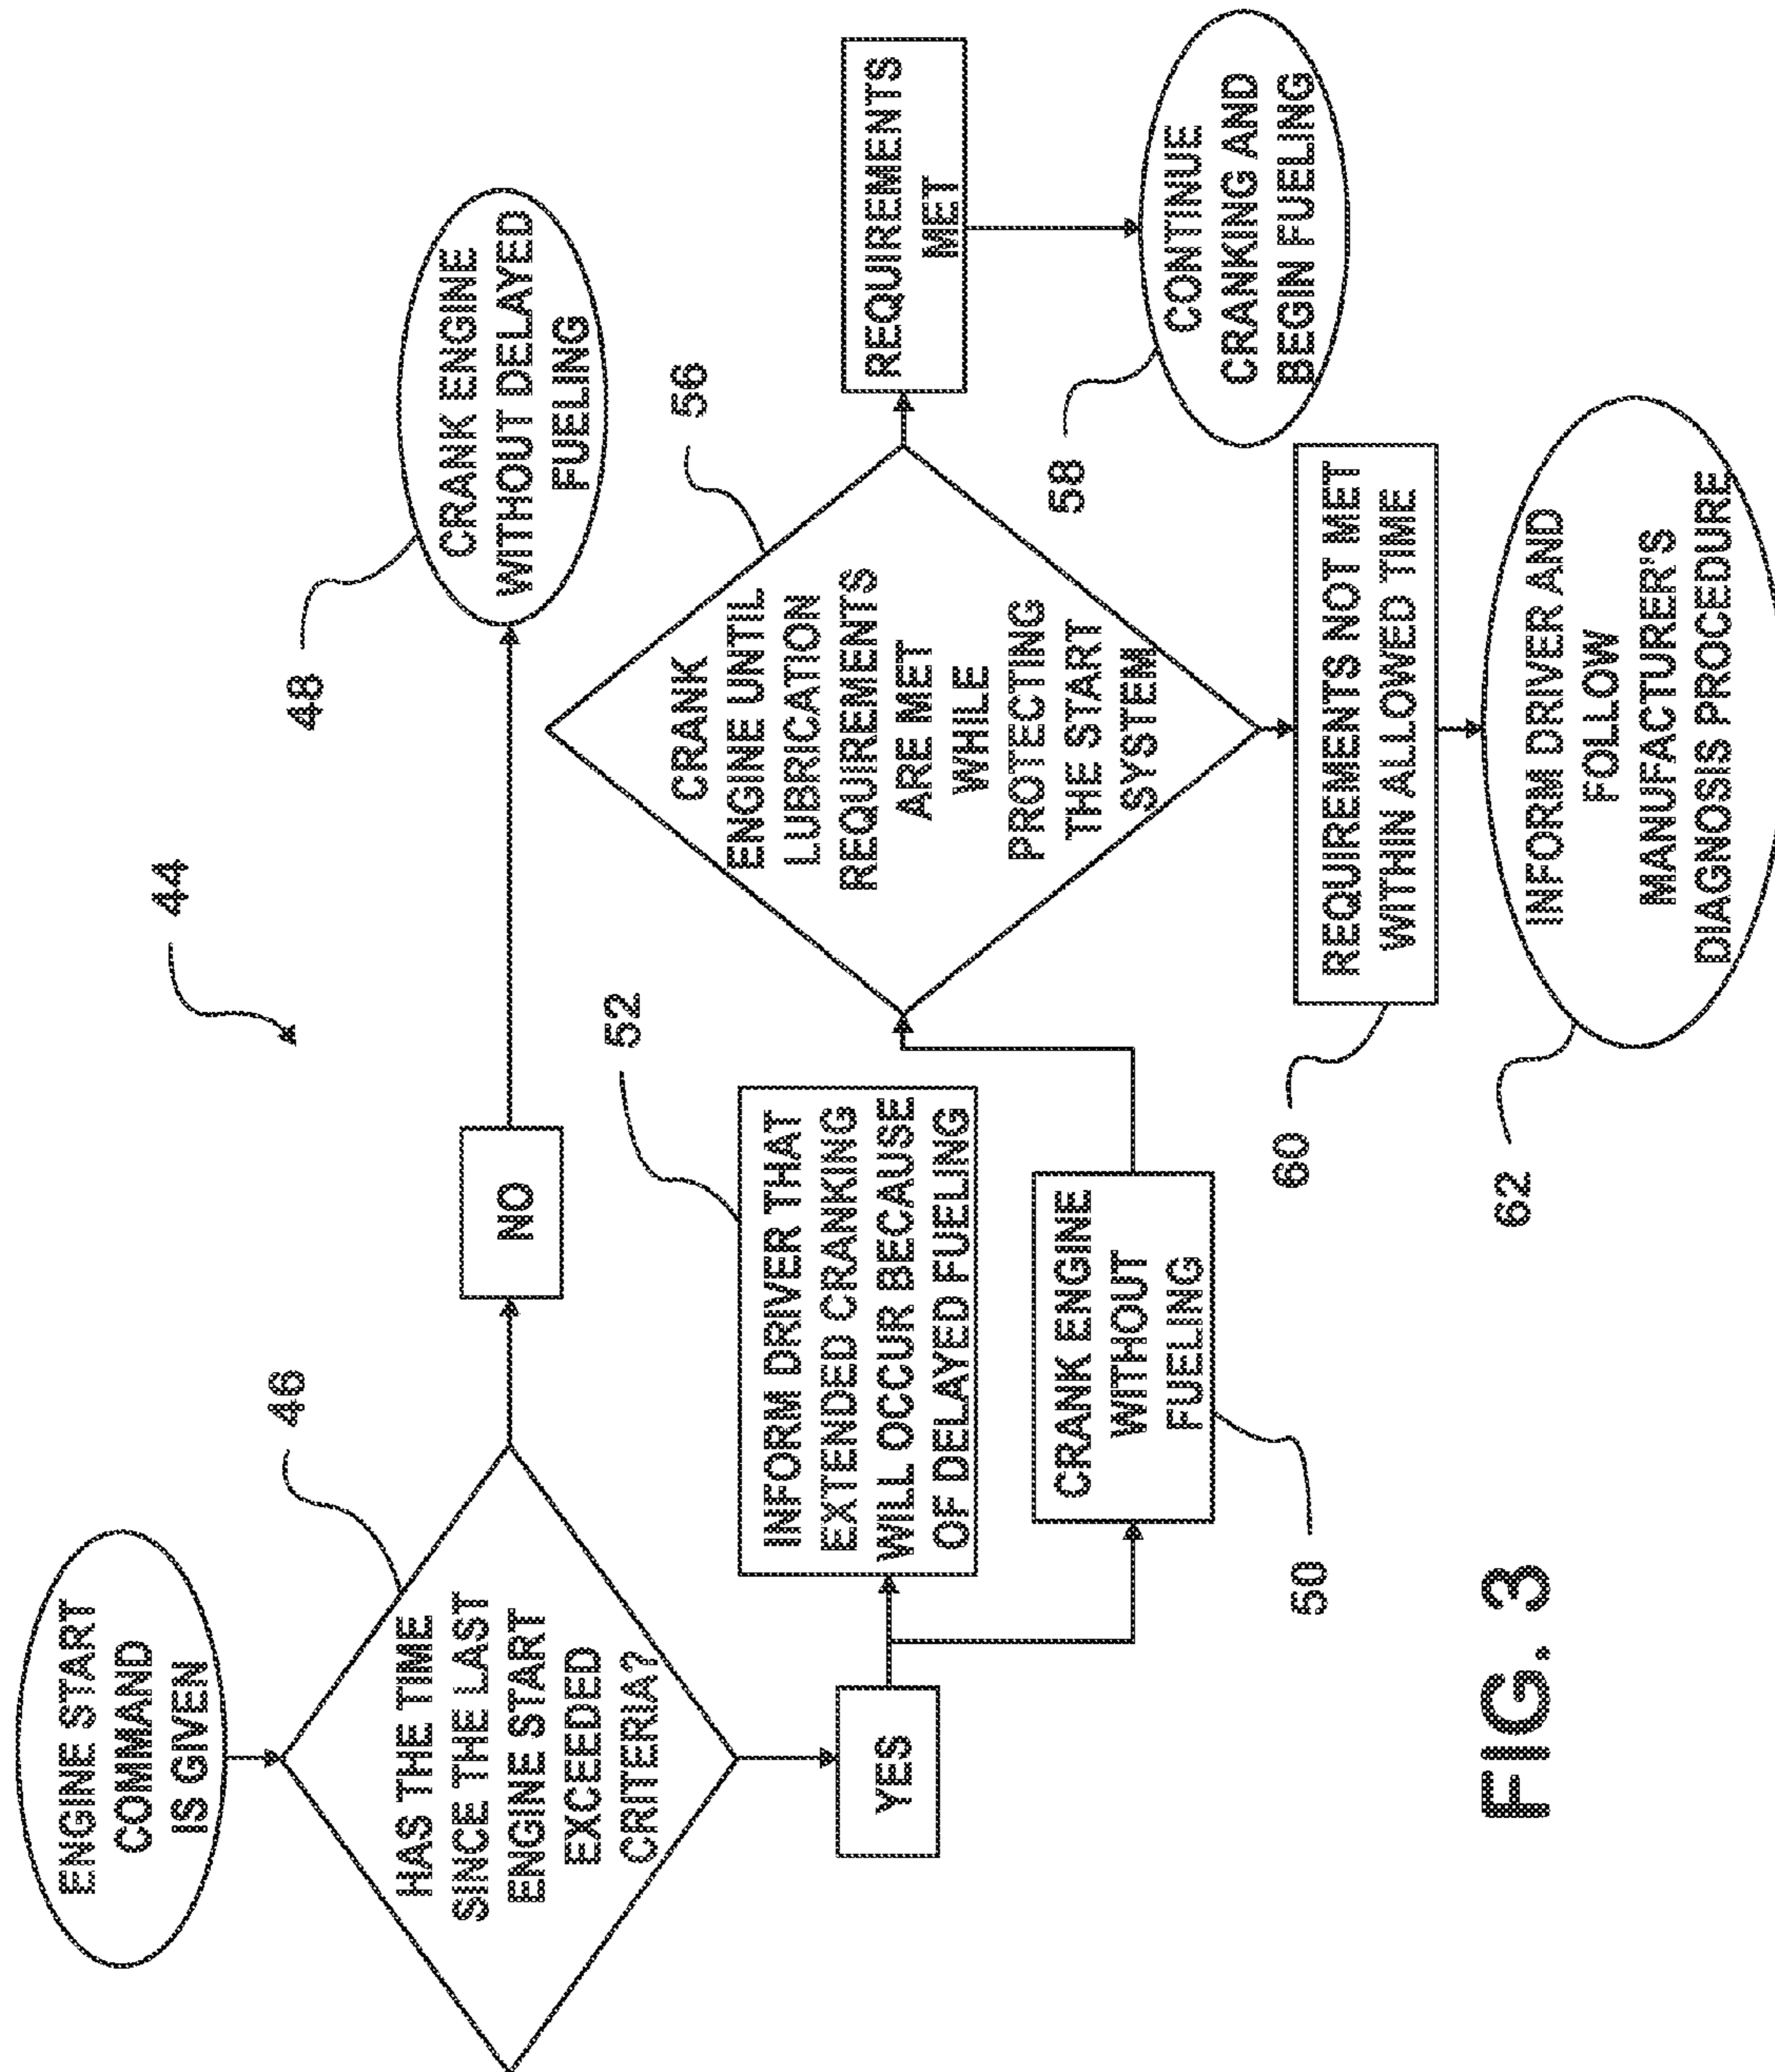 44
ENGINE START
COMMAND
IS GIVEN
46
HAS THE TIME
SINCE THE LAST
ENGINE START
EXCEEDED
CRITERIA?
NO
48
CRANK ENGINE
WITHOUT DELAYED
FUELING
YES
52
INFORM DRIVER THAT
EXTENDED CRANKING
WILL OCCUR BECAUSE
OF DELAYED FUELING
CRANK ENGINE
WITHOUT
FUELING
50
56
CRANK
ENGINE UNTIL
LUBRICATION
REQUIREMENTS
ARE MET
WHILE
PROTECTING
THE START
SYSTEM
REQUIREMENTS
MET
58
CONTINUE
CRANKING AND
BEGIN FUELING
60
REQUIREMENTS NOT MET
WITHIN ALLOWED TIME
62
INFORM DRIVER AND
FOLLOW
MANUFACTURER'S
DIAGNOSIS PROCEDURE
FIG. 3